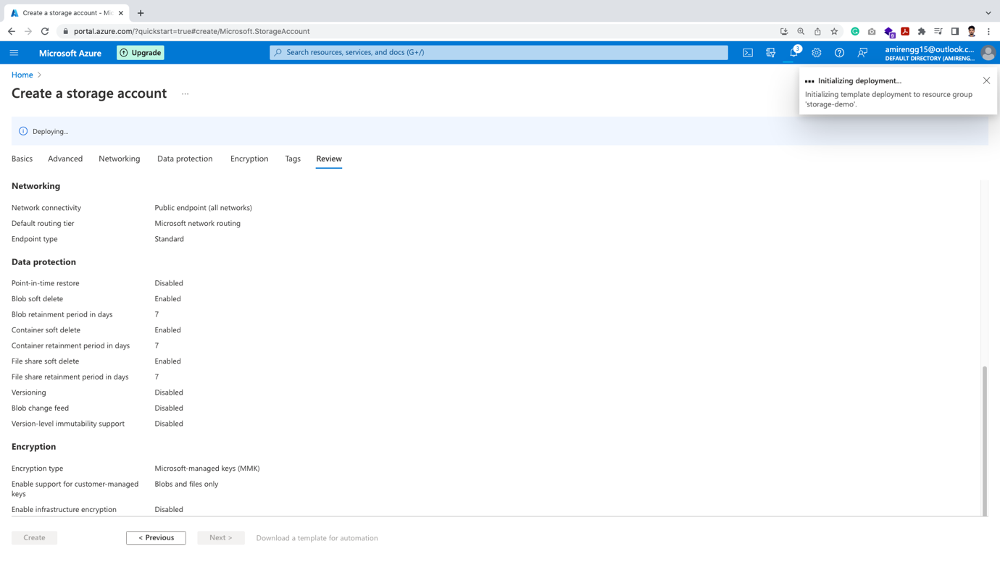 Create a storage account - Mic
portal.azure.com/?quickstart=true#create/Microsoft.StorageAccount
9
Microsoft Azure
Upgrade
Search resources, services, and docs (G+/)
3
amirengg15@outlook.c...
DEFAULT DIRECTORY (AMIRENG...
Home
Create a storage account
...
Initializing deployment...
Initializing template deployment to resource group
'storage-demo'.
Deploying...
Basics Advanced Networking Data protection Encryption Tags Review
Networking
Network connectivity Public endpoint (all networks)
Default routing tier Microsoft network routing
Endpoint type Standard
Data protection
Point-in-time restore Disabled
Blob soft delete Enabled
Blob retainment period in days 7
Container soft delete Enabled
Container retainment period in days 7
File share soft delete Enabled
File share retainment period in days 7
Versioning Disabled
Blob change feed Disabled
Version-level immutability support Disabled
Encryption
Encryption type Microsoft-managed keys (MMK)
Enable support for customer-managed Blobs and files only
keys
Enable infrastructure encryption Disabled
Create < Previous Next > Download a template for automation